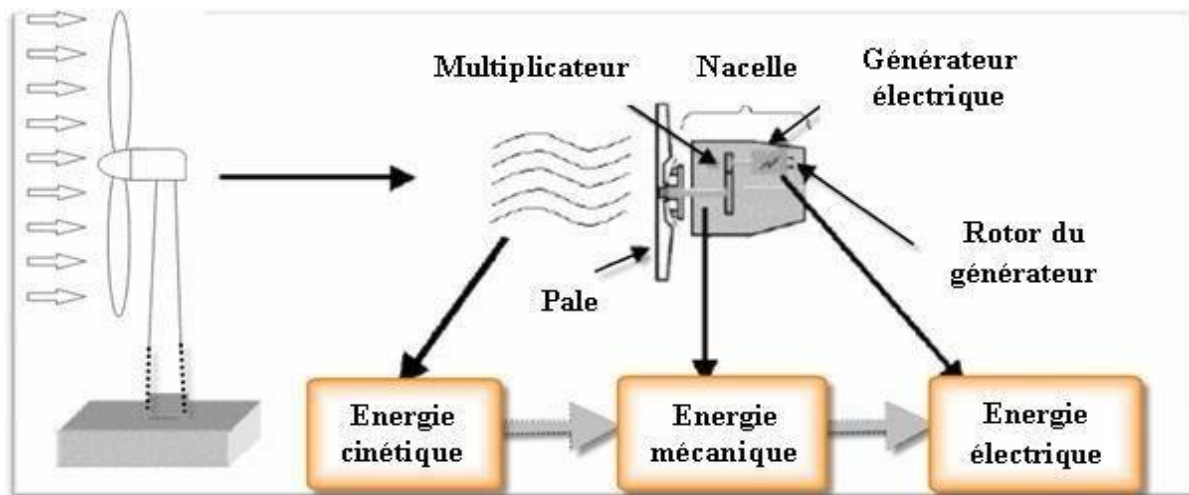 Multiplicateur
Nacelle
Générateur
électrique
Rotor du
générateur
Pale
Energie
cinétique
Energie
mécanique
Energie
électrique